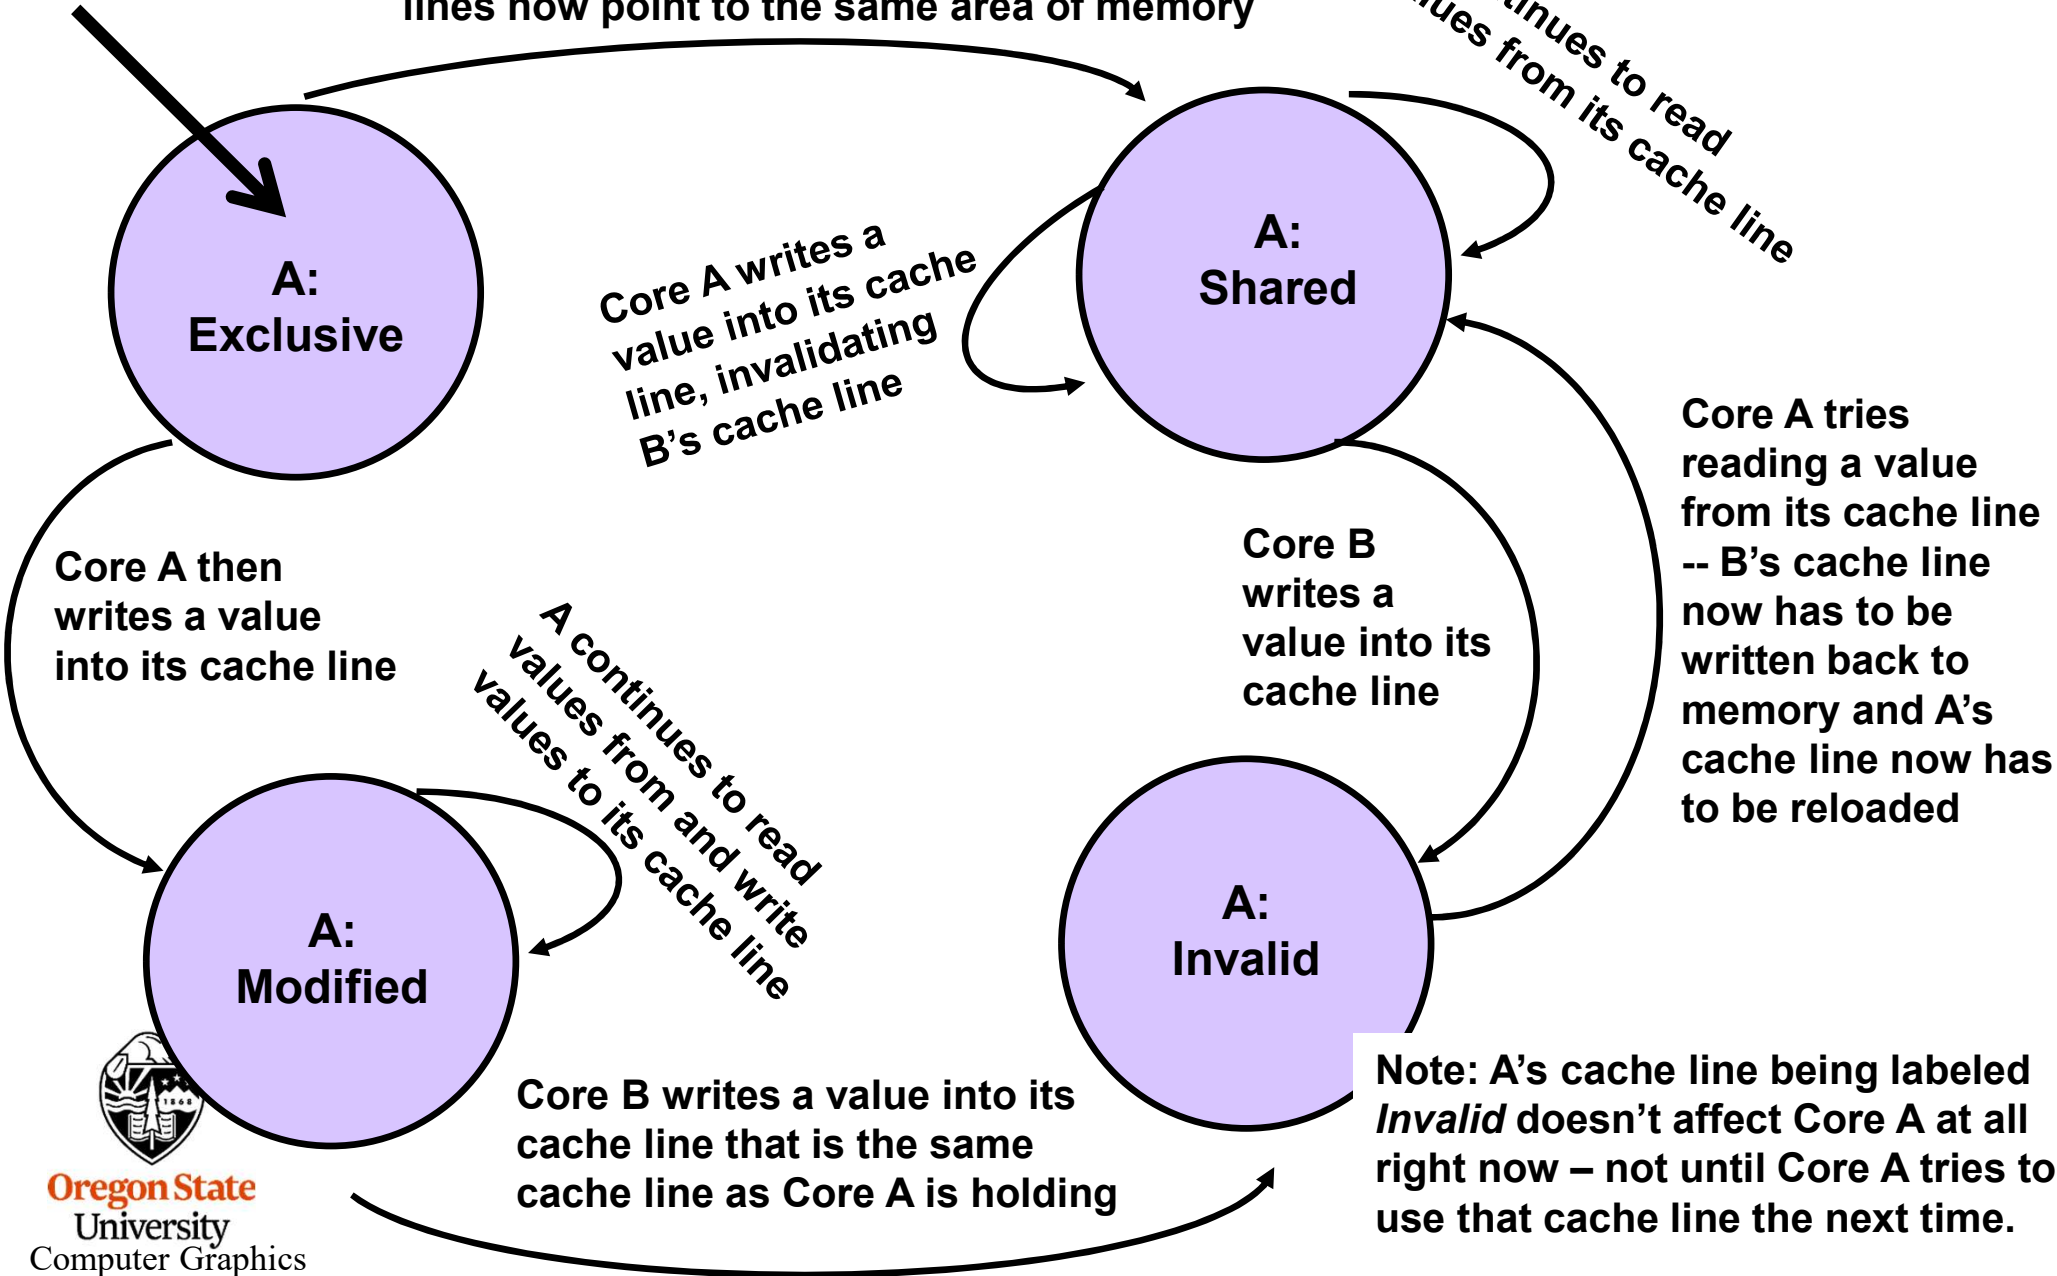 lines now point to the same area of memory
continues to read
values from its cache line
A:
Exclusive
Core A writes a
value into its cache
line, invalidating
B’s cache line
A:
Shared
Core A then
writes a value
into its cache line
A continues to read
values from and write
values to its cache line
Core B
writes a
value into its
cache line
Core A tries
reading a value
from its cache line
-- B’s cache line
now has to be
written back to
memory and A’s
cache line now has
to be reloaded
A:
Modified
A:
Invalid
Core B writes a value into its
cache line that is the same
cache line as Core A is holding
Note: A’s cache line being labeled
Invalid doesn’t affect Core A at all
right now – not until Core A tries to
use that cache line the next time.
1868
Oregon State
University
Computer Graphics